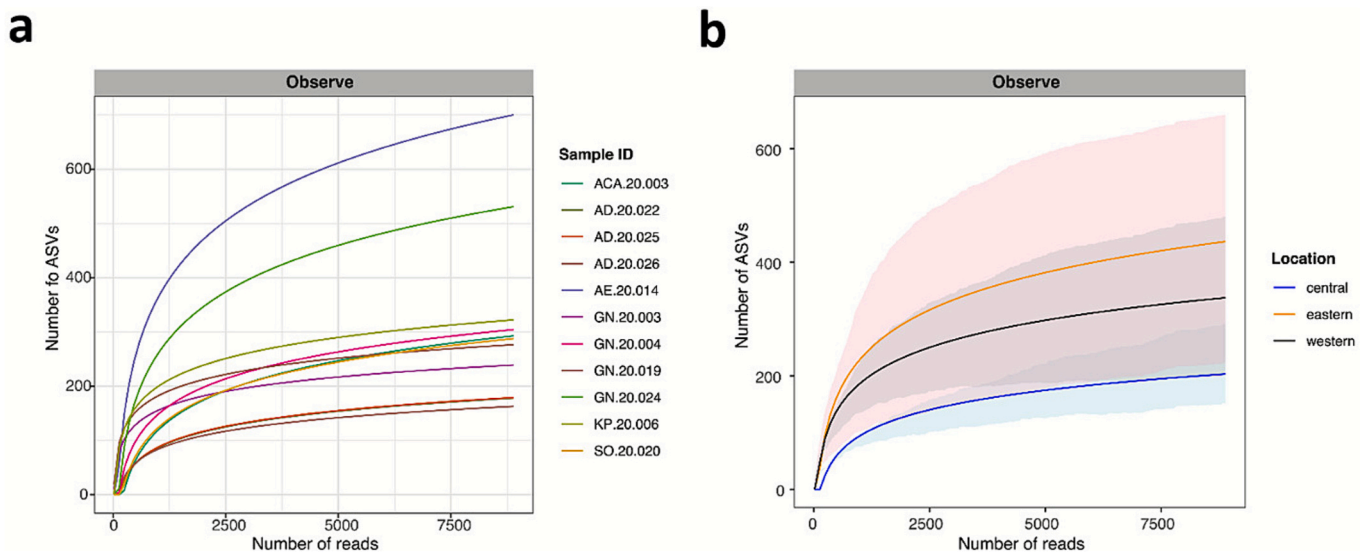 a
Observe
Number fo ASVs
600
400
200
0
0 2500 5000 7500
Number of reads
Sample ID
ACA.20.003
AD.20.022
AD.20.025
AD.20.026
AE.20.014
GN.20.003
GN.20.004
GN.20.019
GN.20.024
KP.20.006
SO.20.020
b
Observe
Number of ASVs
600
400
200
0
0 2500 5000 7500
Number of reads
Location
central
eastern
western